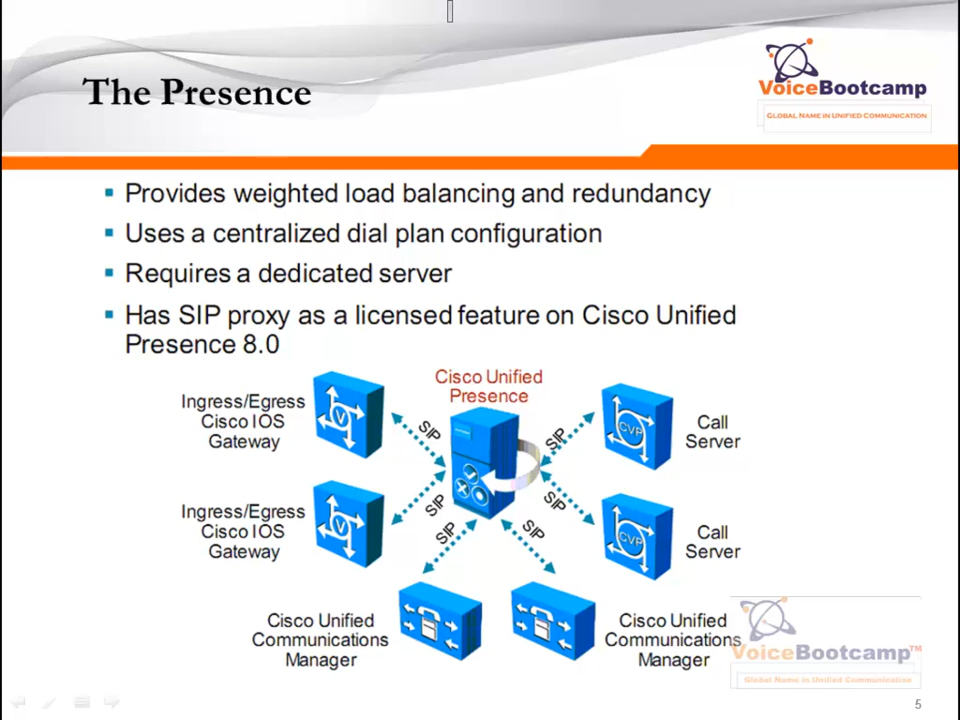 The Presence
VoiceBootcamp
GLOBAL NAME IN UNIFIED COMMUNICATION
Provides weighted load balancing and redundancy
Uses a centralized dial plan configuration
Requires a dedicated server
Has SIP proxy as a licensed feature on Cisco Unified
Presence 8.0
Cisco Unified
Presence
Ingress/Egress
Cisco IOS
Gateway
V
SIP
SIP
CVP
Call
Server
Ingress/Egress
Cisco IOS
Gateway
V
SIP
SIP
SIP
SIP
CVP
Call
Server
Cisco Unified
Communications
Manager
Cisco Unified
Communications
Manager
VoiceBootcamp™
Global Name in Unified Communication
5